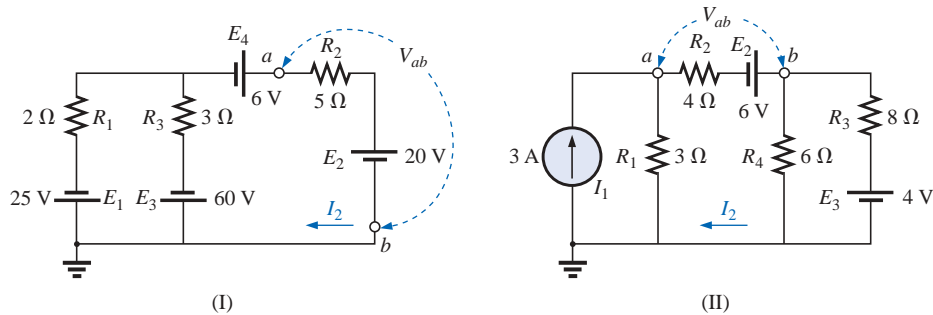 E4
a
R2
Vab
6 V
5 Ω
2 Ω R1
R3 3 Ω
E2 20 V
25 V E1
E3 60 V
I2
b
(I)
Vab
a
R2
E2
b
4 Ω
6 V
R3 8 Ω
3 A
I1
R1 3 Ω
R4 6 Ω
E3 4 V
I2
(II)